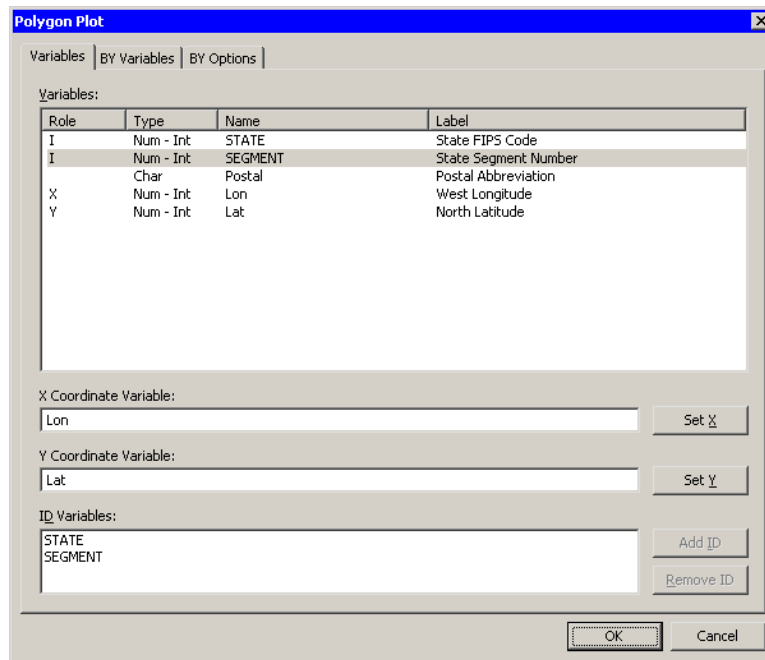 Polygon Plot
Variables BY Variables BY Options
Variables:
Role Type Name Label
I Num - Int STATE State FIPS Code
I Num - Int SEGMENT State Segment Number
Char Postal Postal Abbreviation
X Num - Int Lon West Longitude
Y Num - Int Lat North Latitude
X Coordinate Variable:
Lon Set X
Y Coordinate Variable:
Lat Set Y
ID Variables:
STATE
SEGMENT
Add ID
Remove ID
OK Cancel